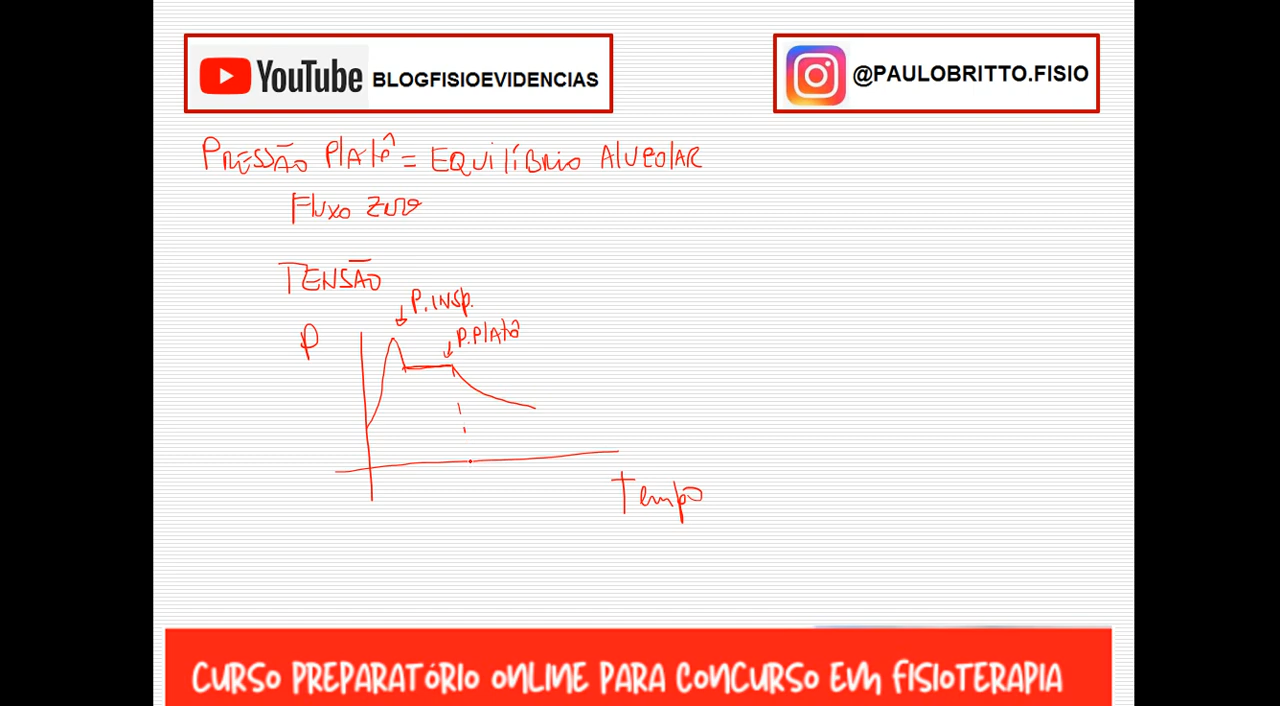 YouTube BLOGFISIOEVIDENCIAS
@PAULOBRITTO.FISIO
PRESSÃO PlAtô = EQUILÍBRIO AlVEOLAR
Fluxo Zero
TENSÃO
P. INSP.
P. PlAtô
P
Tempo
CURSO PREPARATÓRIO ONLINE PARA CONCURSO EM FISIOTERAPIA